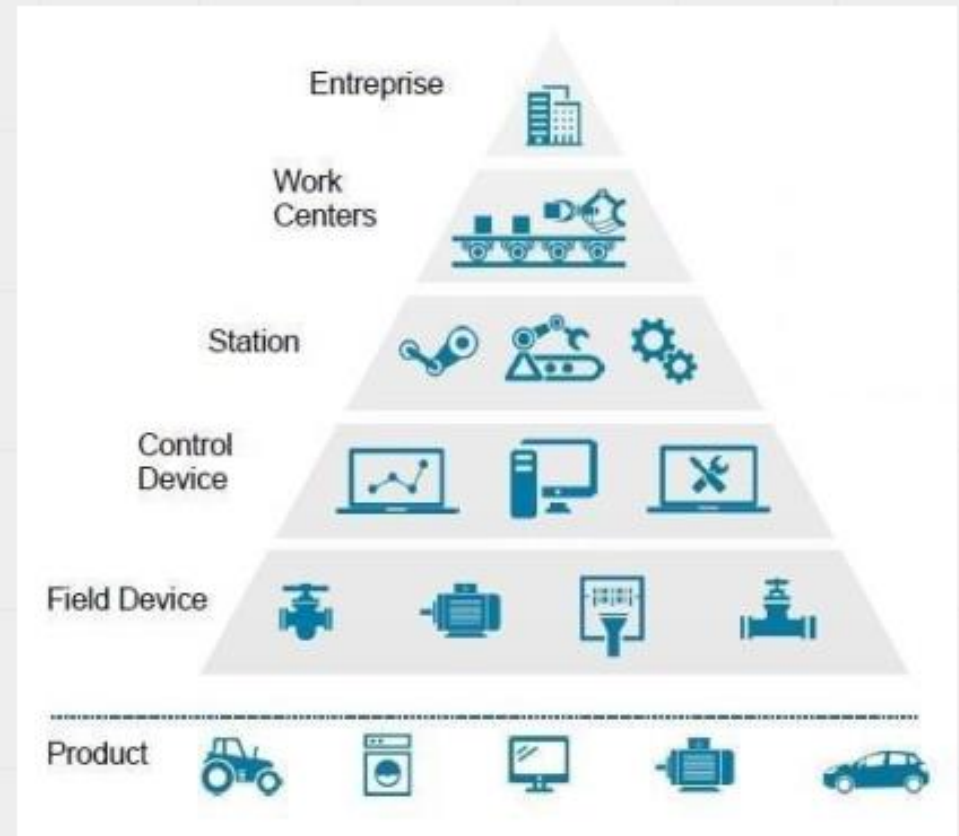 Entreprise
Work
Centers
Station
Control
Device
Field Device
Product